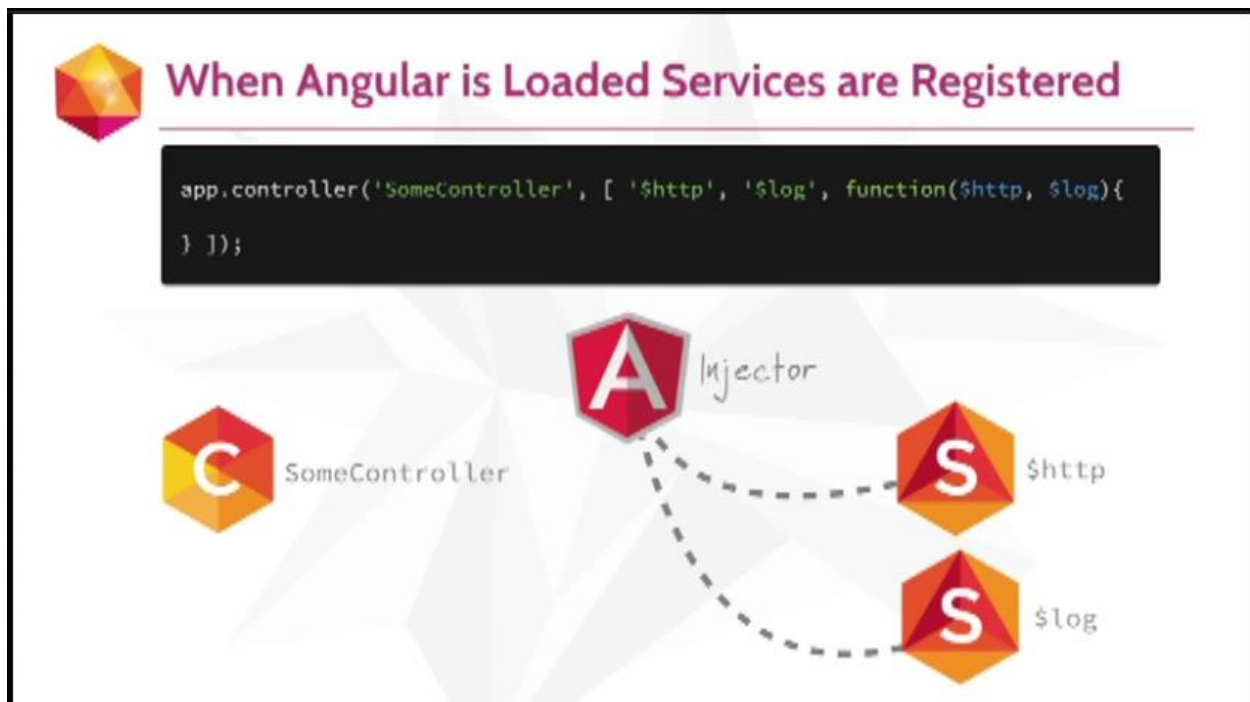 When Angular is Loaded Services are Registered
app.controller('SomeController', [ '$http', '$log', function($http, $log){
} ]);
A
Injector
C
SomeController
S
$http
S
$log